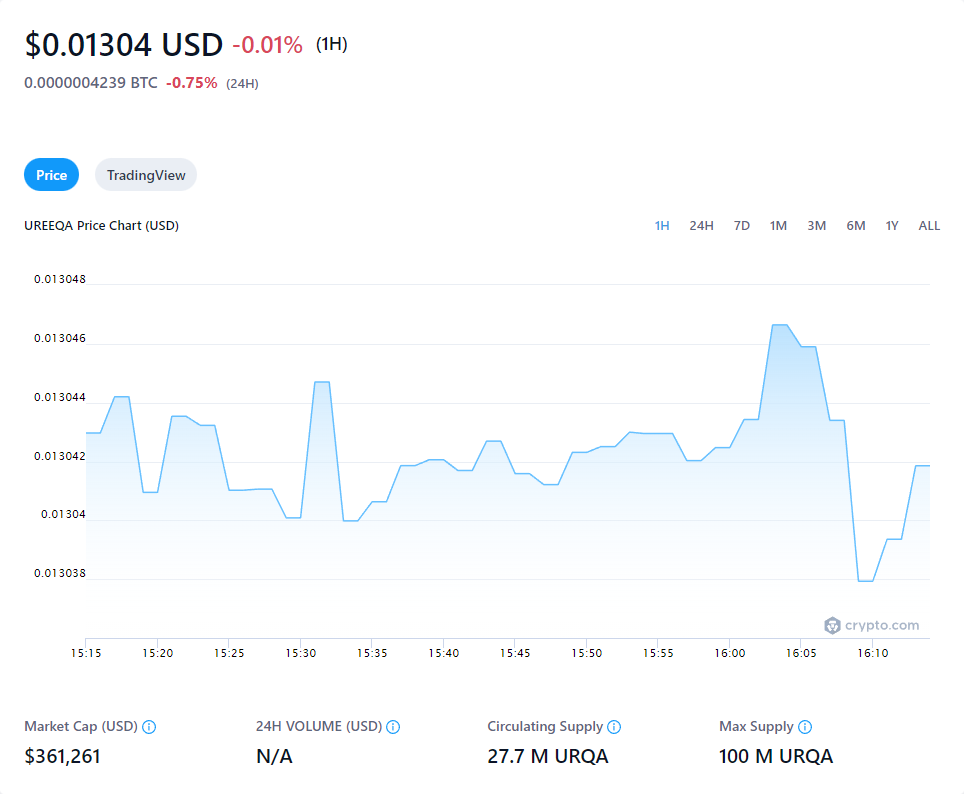 $0.01304 USD -0.01% (1H)
0.0000004239 BTC -0.75% (24H)
Price TradingView
UREEQA Price Chart (USD) 1H 24H 7D 1M 3M 6M 1Y ALL
0.013048
0.013046
0.013044
0.013042
0.01304
0.013038
crypto.com
15:15 15:20 15:25 15:30 15:35 15:40 15:45 15:50 15:55 16:00 16:05 16:10
Market Cap (USD) 24H VOLUME (USD) Circulating Supply Max Supply
$361,261 N/A 27.7 M URQA 100 M URQA